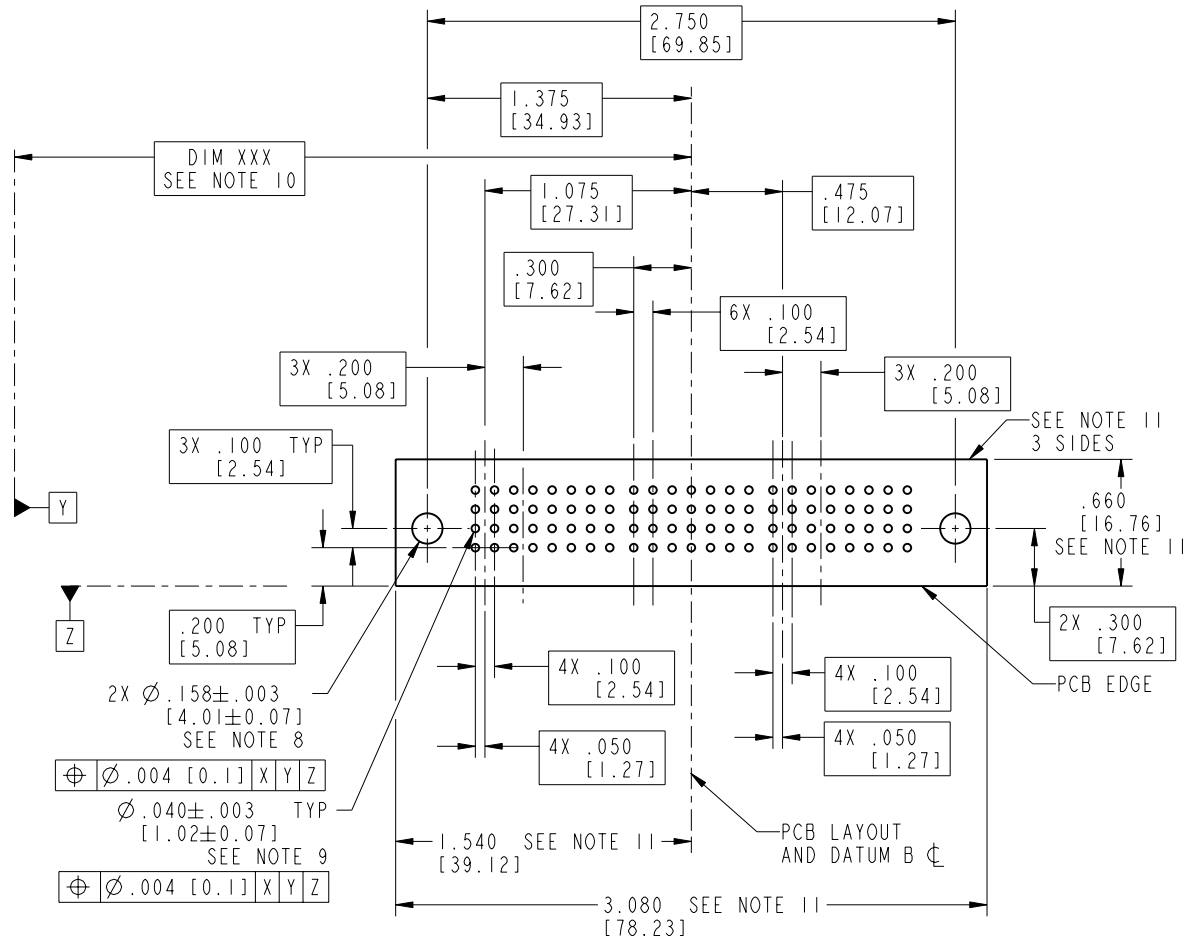 2.750
[69.85]
1.375
[34.93]
DIM XXX
SEE NOTE 10
1.075
[27.31]
.475
[12.07]
.300
[7.62]
6X .100
[2.54]
3X .200
[5.08]
3X .200
[5.08]
SEE NOTE 11
3 SIDES
3X .100 TYP
[2.54]
Y
.660
[16.76]
SEE NOTE 11
Z
.200 TYP
[5.08]
2X .300
[7.62]
4X .100
[2.54]
4X .100
[2.54]
PCB EDGE
2X Ø.158±.003
[4.01±0.07]
SEE NOTE 8
4X .050
[1.27]
4X .050
[1.27]
⌖ Ø.004 [0.1] X Y Z
Ø.040±.003 TYP
[1.02±0.07]
SEE NOTE 9
⌖ Ø.004 [0.1] X Y Z
1.540 SEE NOTE 11
[39.12]
PCB LAYOUT
AND DATUM B ℄
3.080 SEE NOTE 11
[78.23]